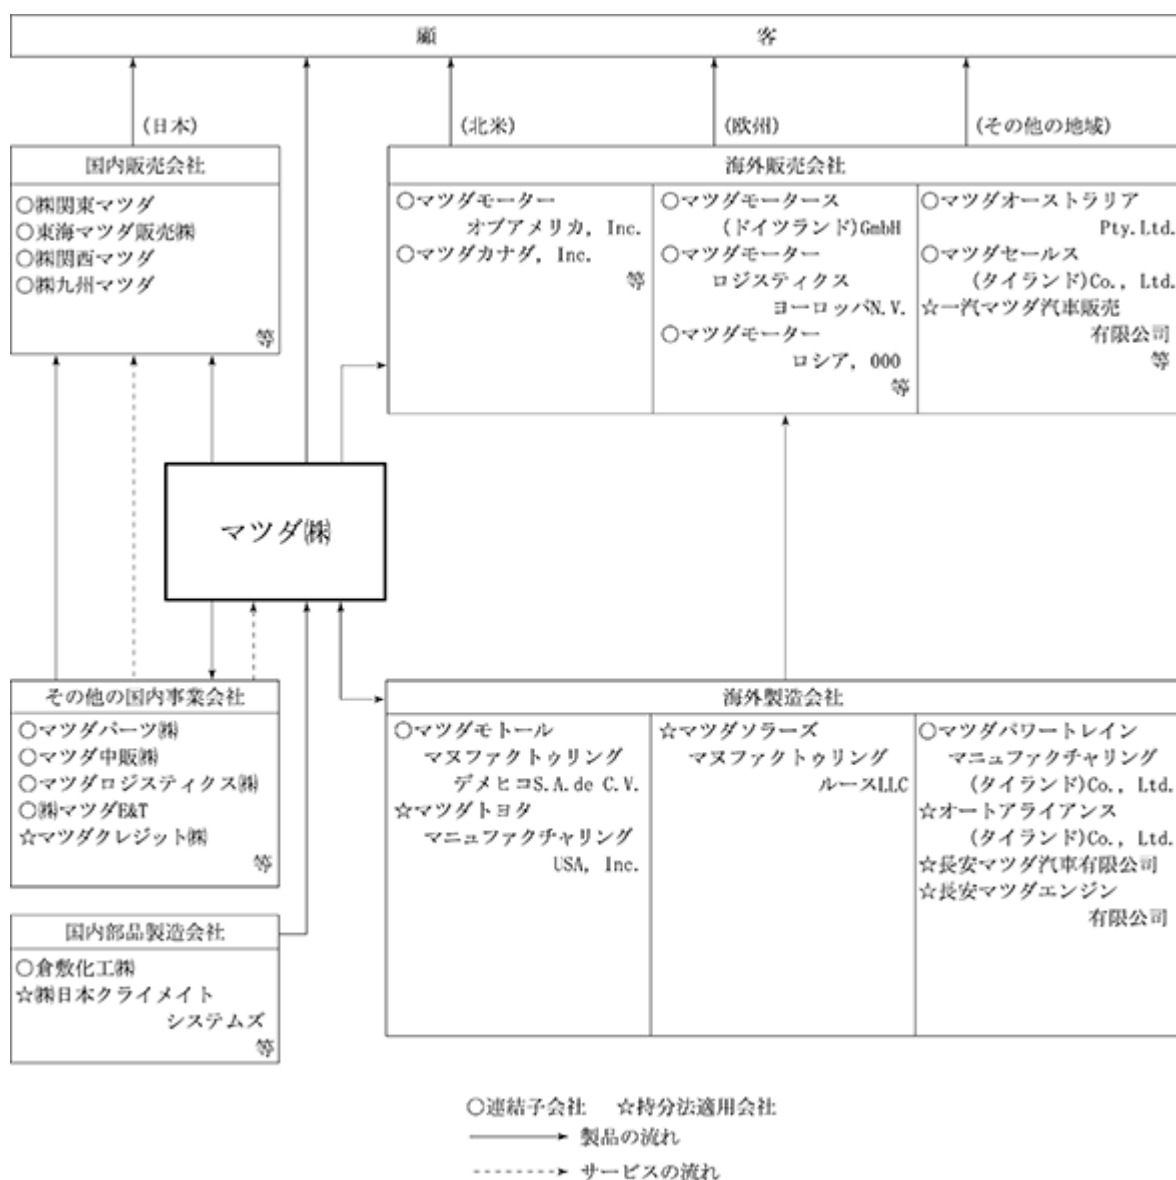 顧 客
(日本)
(北米)
(欧州)
(その他の地域)
国内販売会社
○㈱関東マツダ
○東海マツダ販売㈱
○㈱関西マツダ
○㈱九州マツダ
等
海外販売会社
○マツダモーター
オブアメリカ, Inc.
○マツダカナダ, Inc.
等
○マツダモータース
(ドイツランド)GmbH
○マツダモーター
ロジスティクス
ヨーロッパN.V.
○マツダモーター
ロシア, OOO
等
○マツダオーストラリア
Pty.Ltd.
○マツダセールス
(タイランド)Co., Ltd.
☆一汽マツダ汽車販売
有限公司
等
マツダ㈱
その他の国内事業会社
○マツダパーツ㈱
○マツダ中販㈱
○マツダロジスティクス㈱
○㈱マツダE&T
☆マツダクレジット㈱
等
国内部品製造会社
○倉敷化工㈱
☆㈱日本クライメイト
システムズ
等
海外製造会社
○マツダモトール
マヌファクトゥリング
デメヒコS.A.de C.V.
☆マツダトヨタ
マニュファクチャリング
USA, Inc.
☆マツダソラーズ
マヌファクトゥリング
ルースLLC
○マツダパワートレイン
マニュファクチャリング
(タイランド)Co., Ltd.
☆オートアライアンス
(タイランド)Co., Ltd.
☆長安マツダ汽車有限公司
☆長安マツダエンジン
有限公司
○連結子会社 ☆持分法適用会社
製品の流れ
サービスの流れ